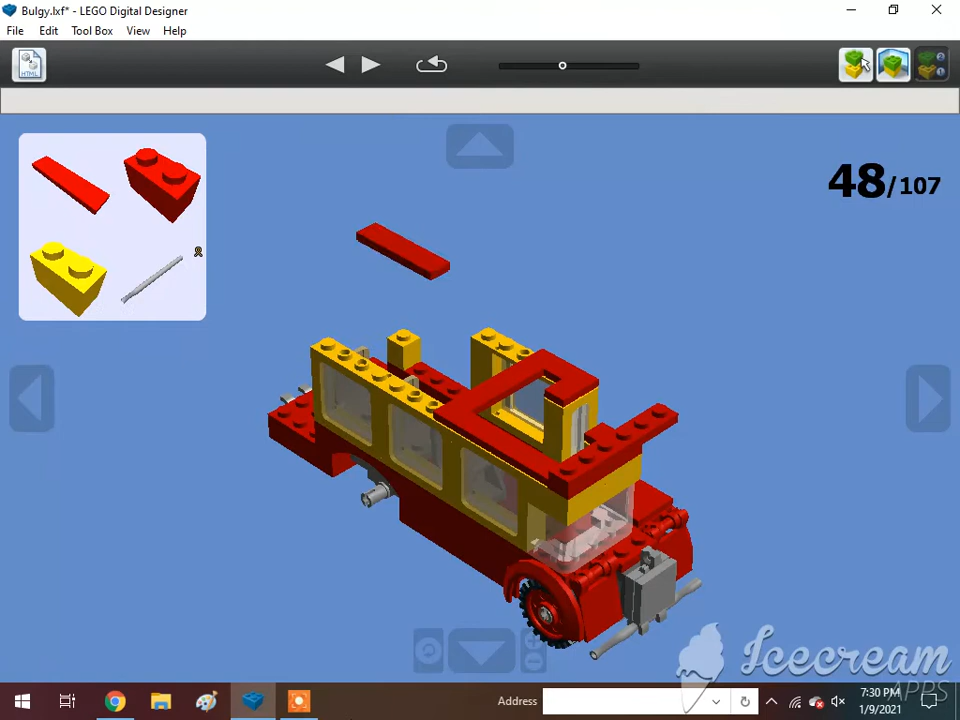 Bulgy.lxf* - LEGO Digital Designer
File Edit Tool Box View Help
HTML
48/107
Icecream
APPS
Address
7:30 PM
1/9/2021